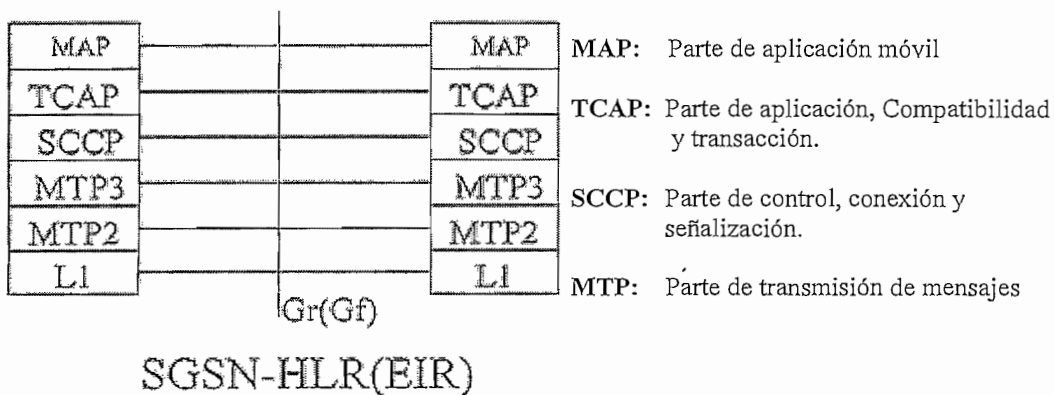 MAP MAP
TCAP TCAP
SCCP SCCP
MTP3 MTP3
MTP2 MTP2
L1 L1
Gr(Gf)
SGSN-HLR(EIR)
MAP: Parte de aplicación móvil
TCAP: Parte de aplicación, Compatibilidad
y transacción.
SCCP: Parte de control, conexión y
señalización.
MTP: Parte de transmisión de mensajes